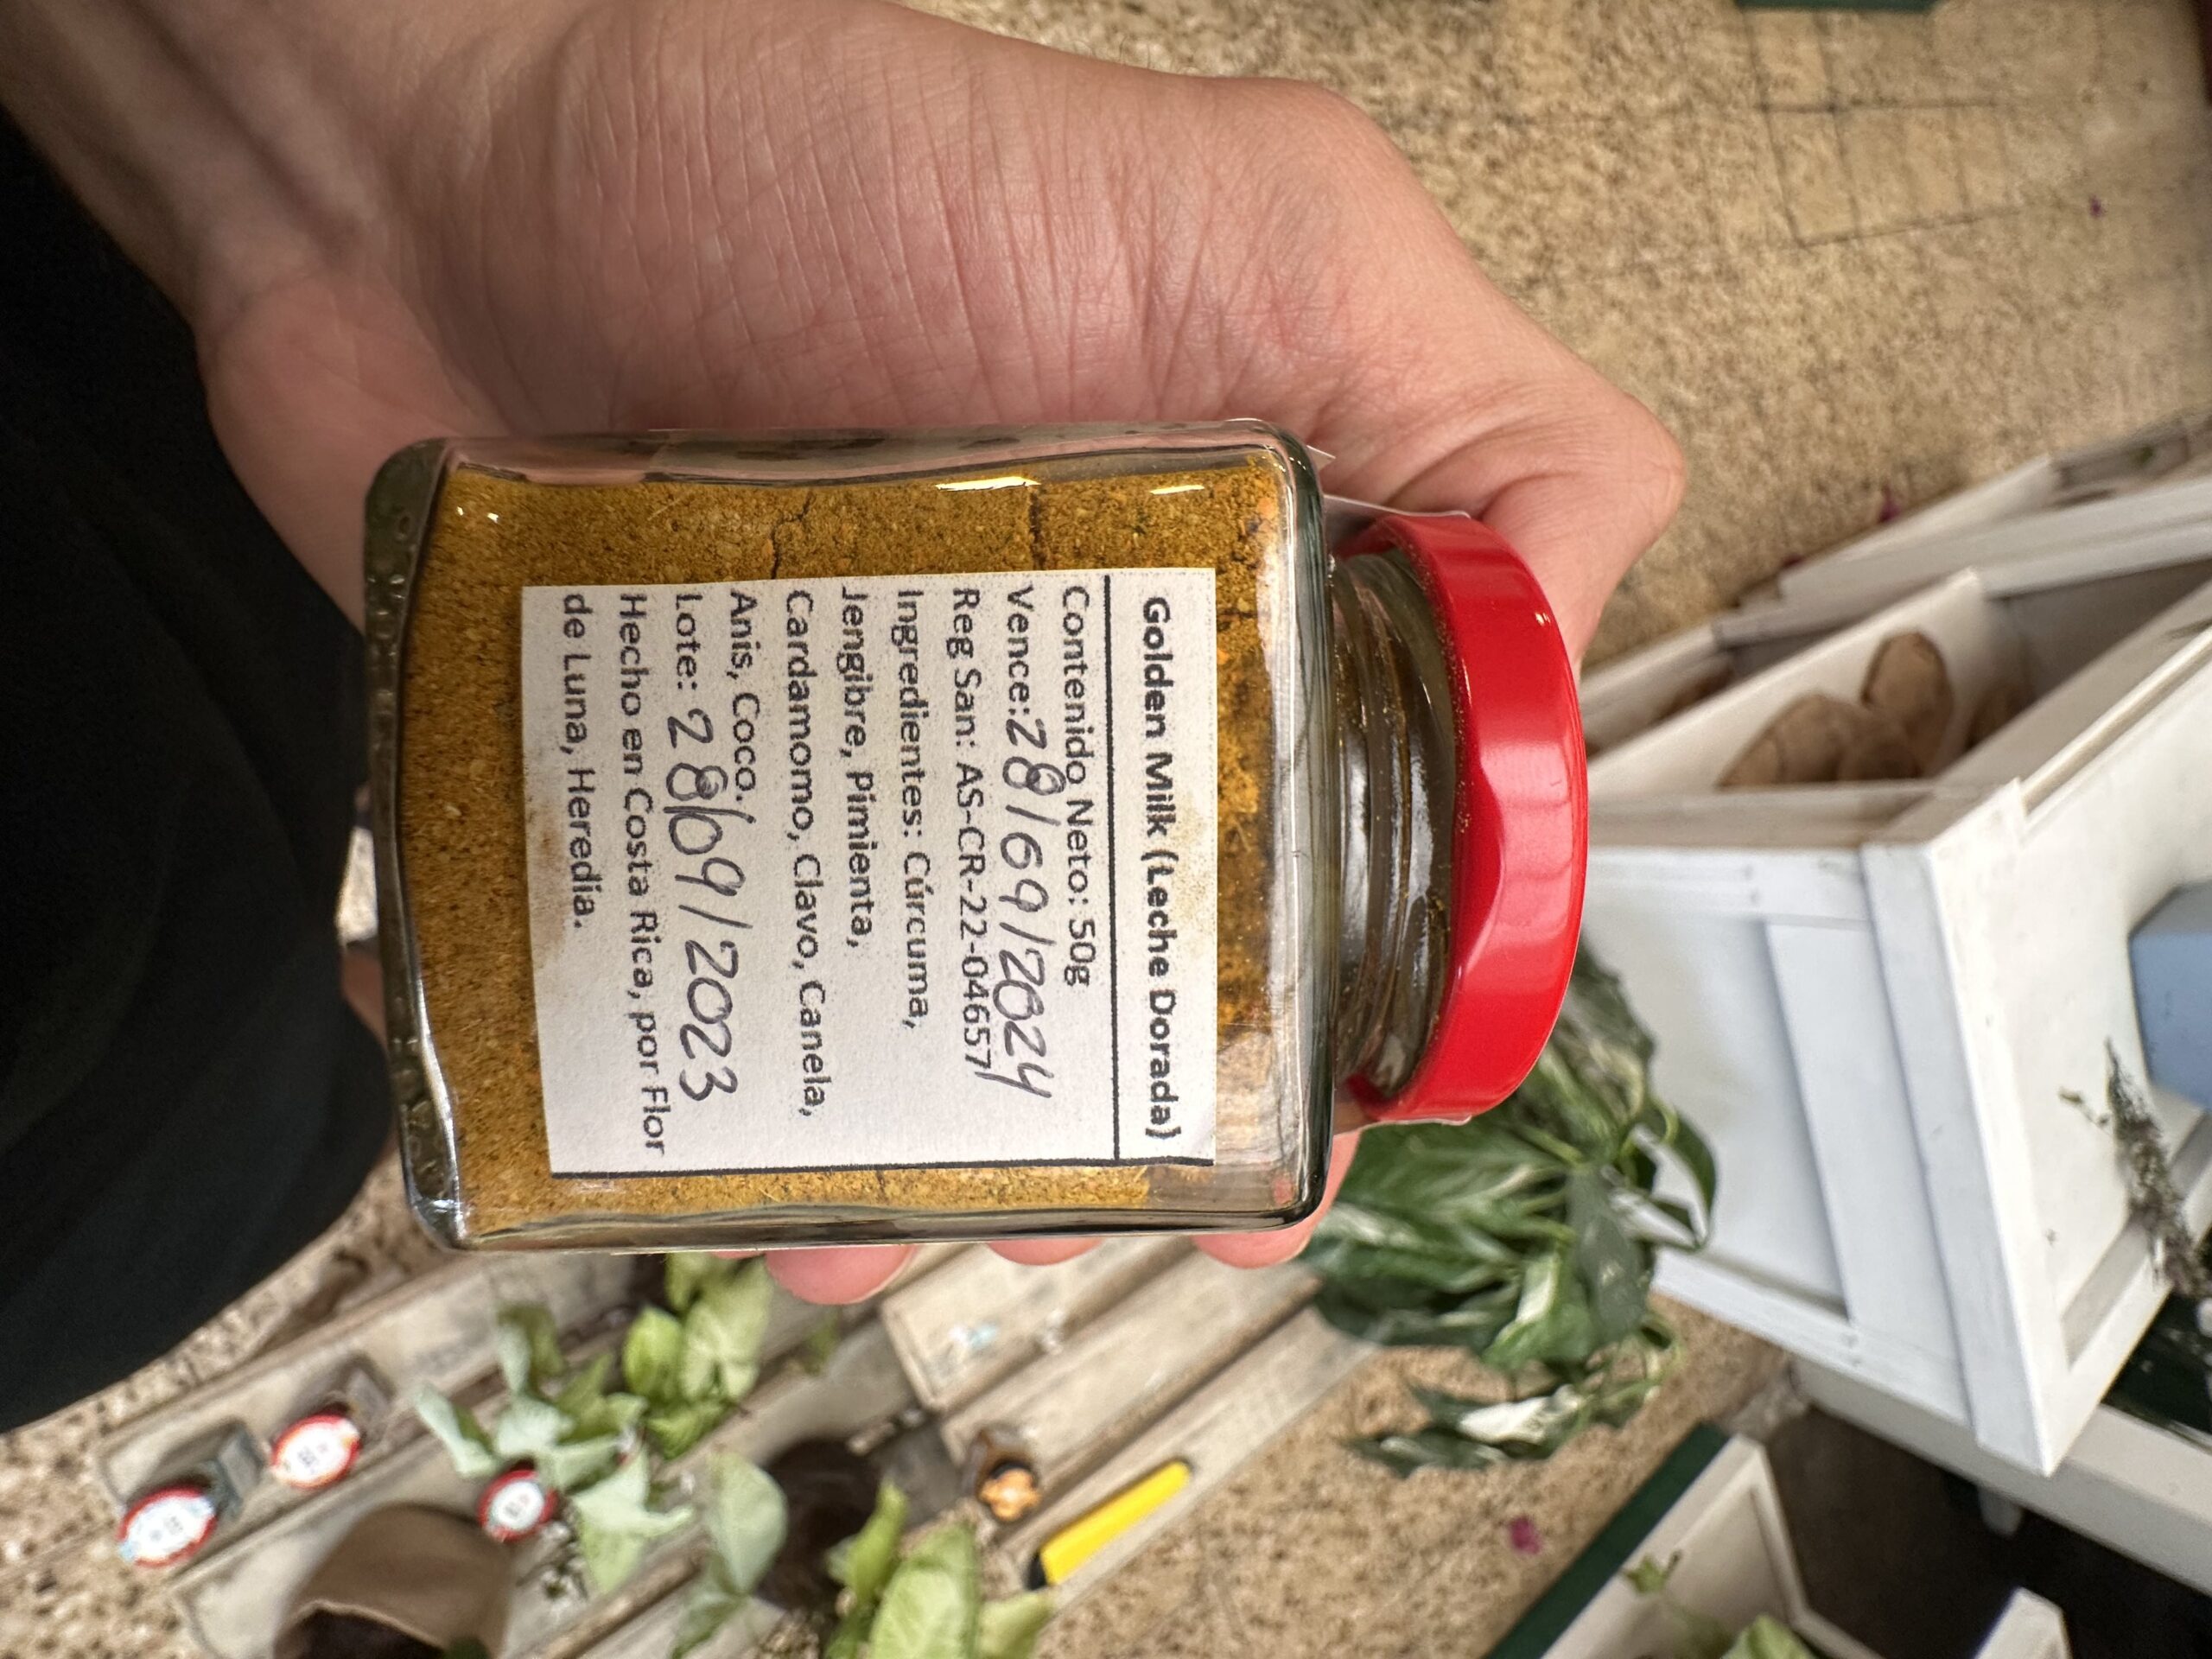 Golden Milk (Leche Dorada)
Contenido Neto: 50g
Vence: 28/09/2024
Reg San: AS-CR-22-04657
Ingredientes: Cúrcuma,
Jengibre, Pimienta,
Cardamomo, Clavo, Canela,
Anis, Coco.
Lote: 28/09/2023
Hecho en Costa Rica, por Flor
de Luna, Heredia.